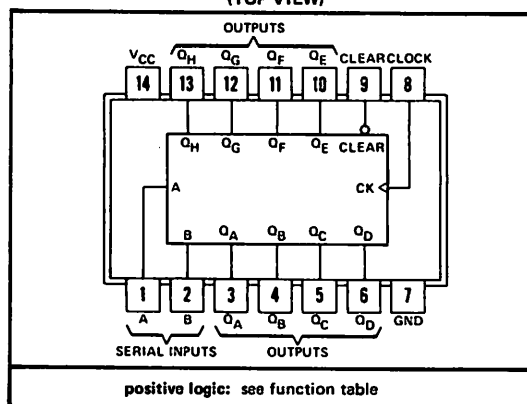 (TOP VIEW)
OUTPUTS
VCC QH QG QF QE CLEAR CLOCK
14 13 12 11 10 9 8
QH QG QF QE CLEAR
A CK
B QA QB QC QD
1 2 3 4 5 6 7
A B QA QB QC QD GND
SERIAL INPUTS OUTPUTS
positive logic: see function table